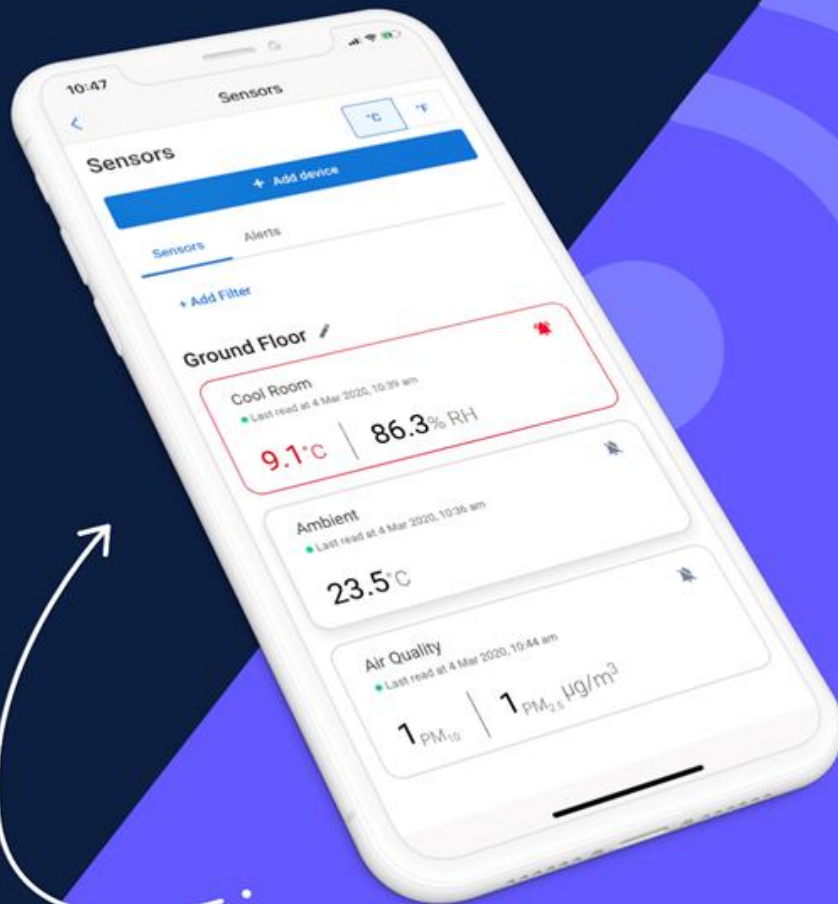 10:47
Sensors
Sensors
°C °F
+ Add device
Sensors Alerts
+ Add Filter
Ground Floor
Cool Room
Last read at 4 Mar 2020, 10:39 am
9.1°C 86.3% RH
Ambient
Last read at 4 Mar 2020, 10:36 am
23.5°C
Air Quality
Last read at 4 Mar 2020, 10:44 am
1 PM₁₀ 1 PM₂.₅ µg/m³